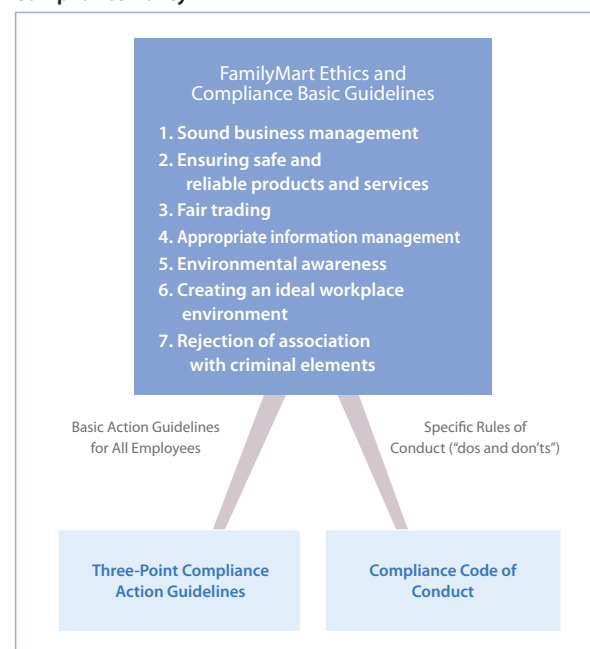 FamilyMart Ethics and
Compliance Basic Guidelines
1. Sound business management
2. Ensuring safe and
reliable products and services
3. Fair trading
4. Appropriate information management
5. Environmental awareness
6. Creating an ideal workplace
environment
7. Rejection of association
with criminal elements
Basic Action Guidelines
for All Employees
Specific Rules of
Conduct (“dos and don’ts”)
Three-Point Compliance
Action Guidelines
Compliance Code of
Conduct